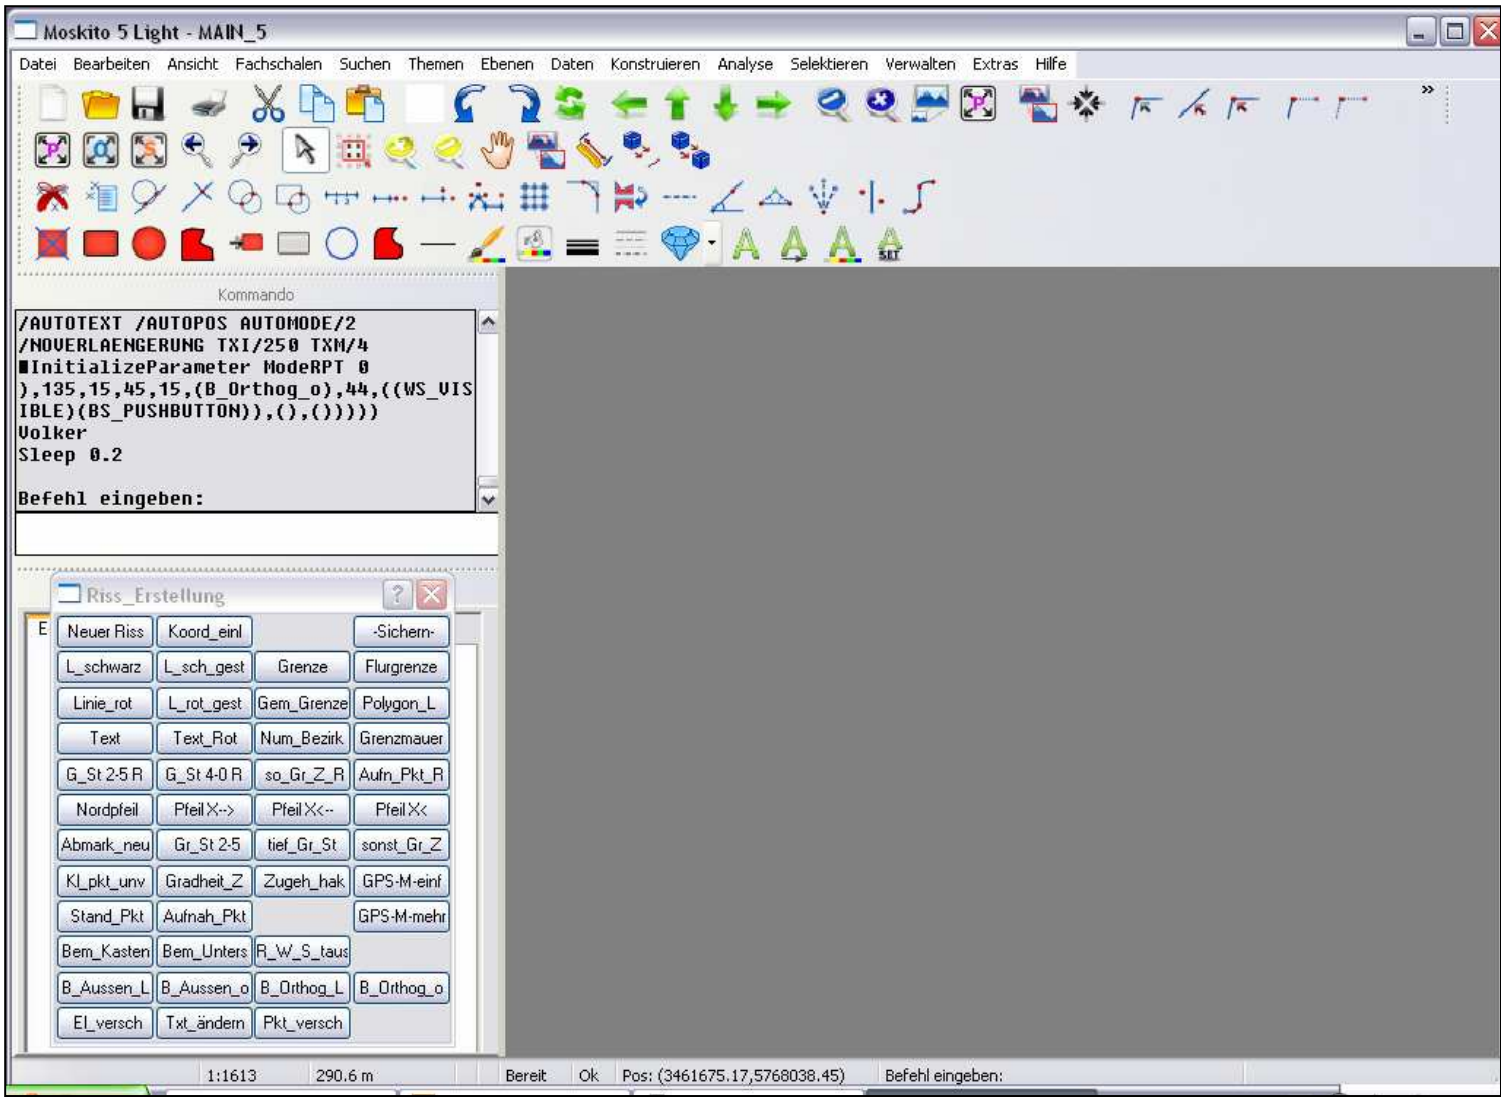 Moskito 5 Light - MAIN_5
Datei Bearbeiten Ansicht Fachschalen Suchen Themen Ebenen Daten Konstruieren Analyse Selektieren Verwalten Extras Hilfe
SET
Kommando
/AUTOTEXT /AUTOPOS AUTOMODE/2
/NOVERLAENGERUNG TXI/250 TXM/4
■InitializeParameter ModeRPT 0
),135,15,45,15,(B_Orthog_o),44,((WS_VIS
IBLE)(BS_PUSHBUTTON)),(),()))))
Volker
Sleep 0.2
Befehl eingeben:
Riss_Erstellung
E
Neuer Riss Koord_einl -Sichern-
L_schwarz L_sch_gest Grenze Flurgrenze
Linie_rot L_rot_gest Gem_Grenze Polygon_L
Text Text_Rot Num_Bezirk Grenzmauer
G_St 2-5 R G_St 4-0 R so_Gr_Z_R Aufn_Pkt_R
Nordpfeil Pfeil X--> Pfeil X<-- Pfeil X<
Abmark_neu Gr_St 2-5 tief_Gr_St sonst_Gr_Z
Kl_pkt_unv Gradheit_Z Zugeh_hak GPS-M-einf
Stand_Pkt Aufnah_Pkt GPS-M-mehr
Bem_Kasten Bem_Unters R_W_S_taus
B_Aussen_L B_Aussen_o B_Orthog_L B_Orthog_o
El_versch Txt_ändern Pkt_versch
1:1613 290.6 m Bereit Ok Pos: (3461675.17,5768038.45) Befehl eingeben: